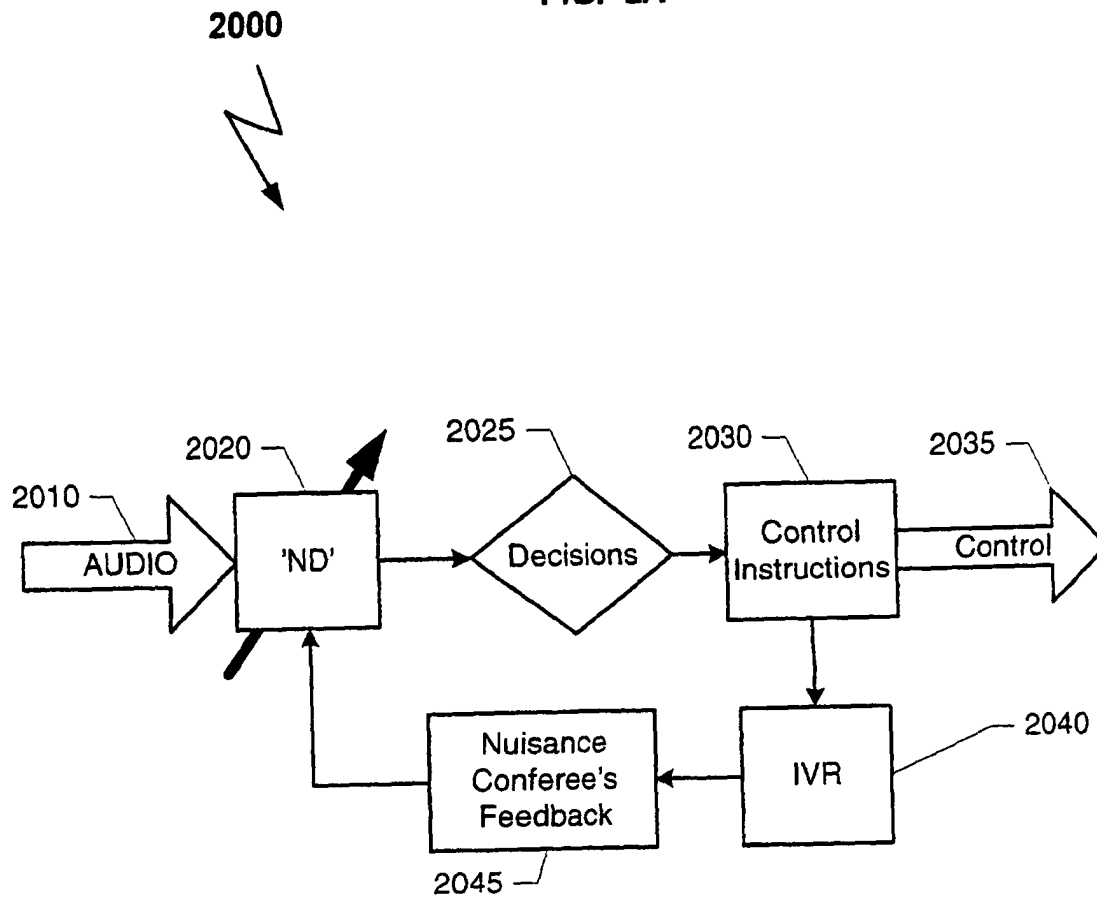 2000
2020
2025
2030
2035
2010
AUDIO
'ND'
Decisions
Control
Instructions
Control
Nuisance
Conferee's
Feedback
IVR
2040
2045